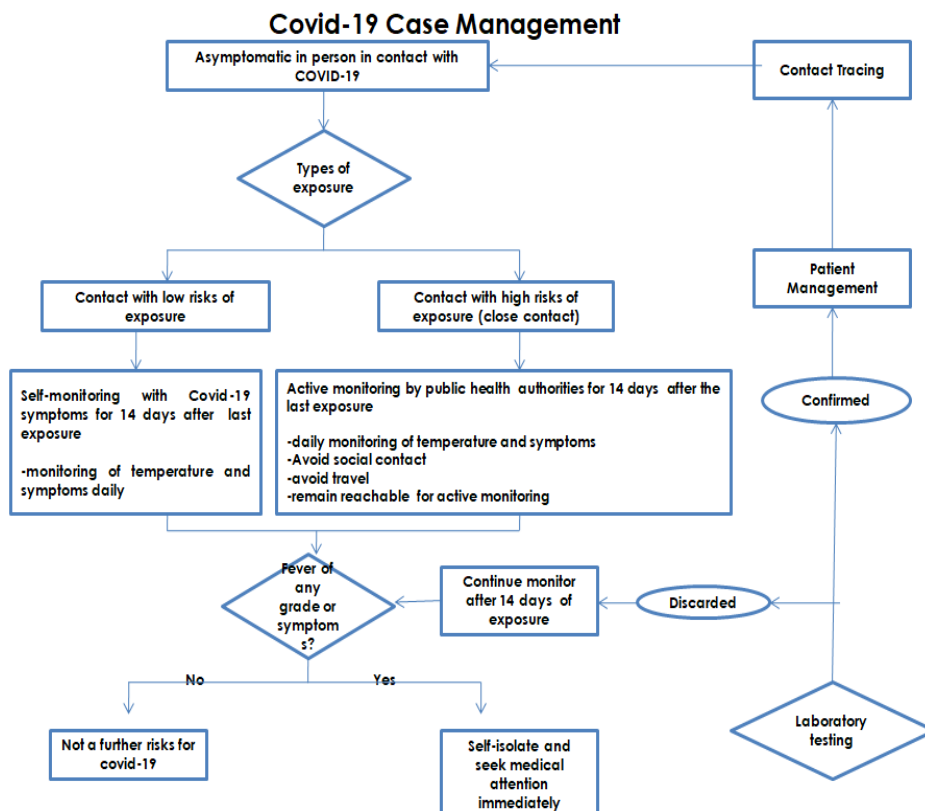 Covid-19 Case Management
Asymptomatic in person in contact with
COVID-19
Contact Tracing
Types of
exposure
Patient
Management
Contact with low risks of
exposure
Contact with high risks of
exposure (close contact)
Self-monitoring with Covid-19
symptoms for 14 days after last
exposure
-monitoring of temperature and
symptoms daily
Active monitoring by public health authorities for 14 days after the
last exposure
-daily monitoring of temperature and symptoms
-Avoid social contact
-avoid travel
-remain reachable for active monitoring
Confirmed
Fever of
any
grade or
symptom
s?
Continue monitor
after 14 days of
exposure
Discarded
No
Yes
Laboratory
testing
Not a further risks for
covid-19
Self-isolate and
seek medical
attention
immediately